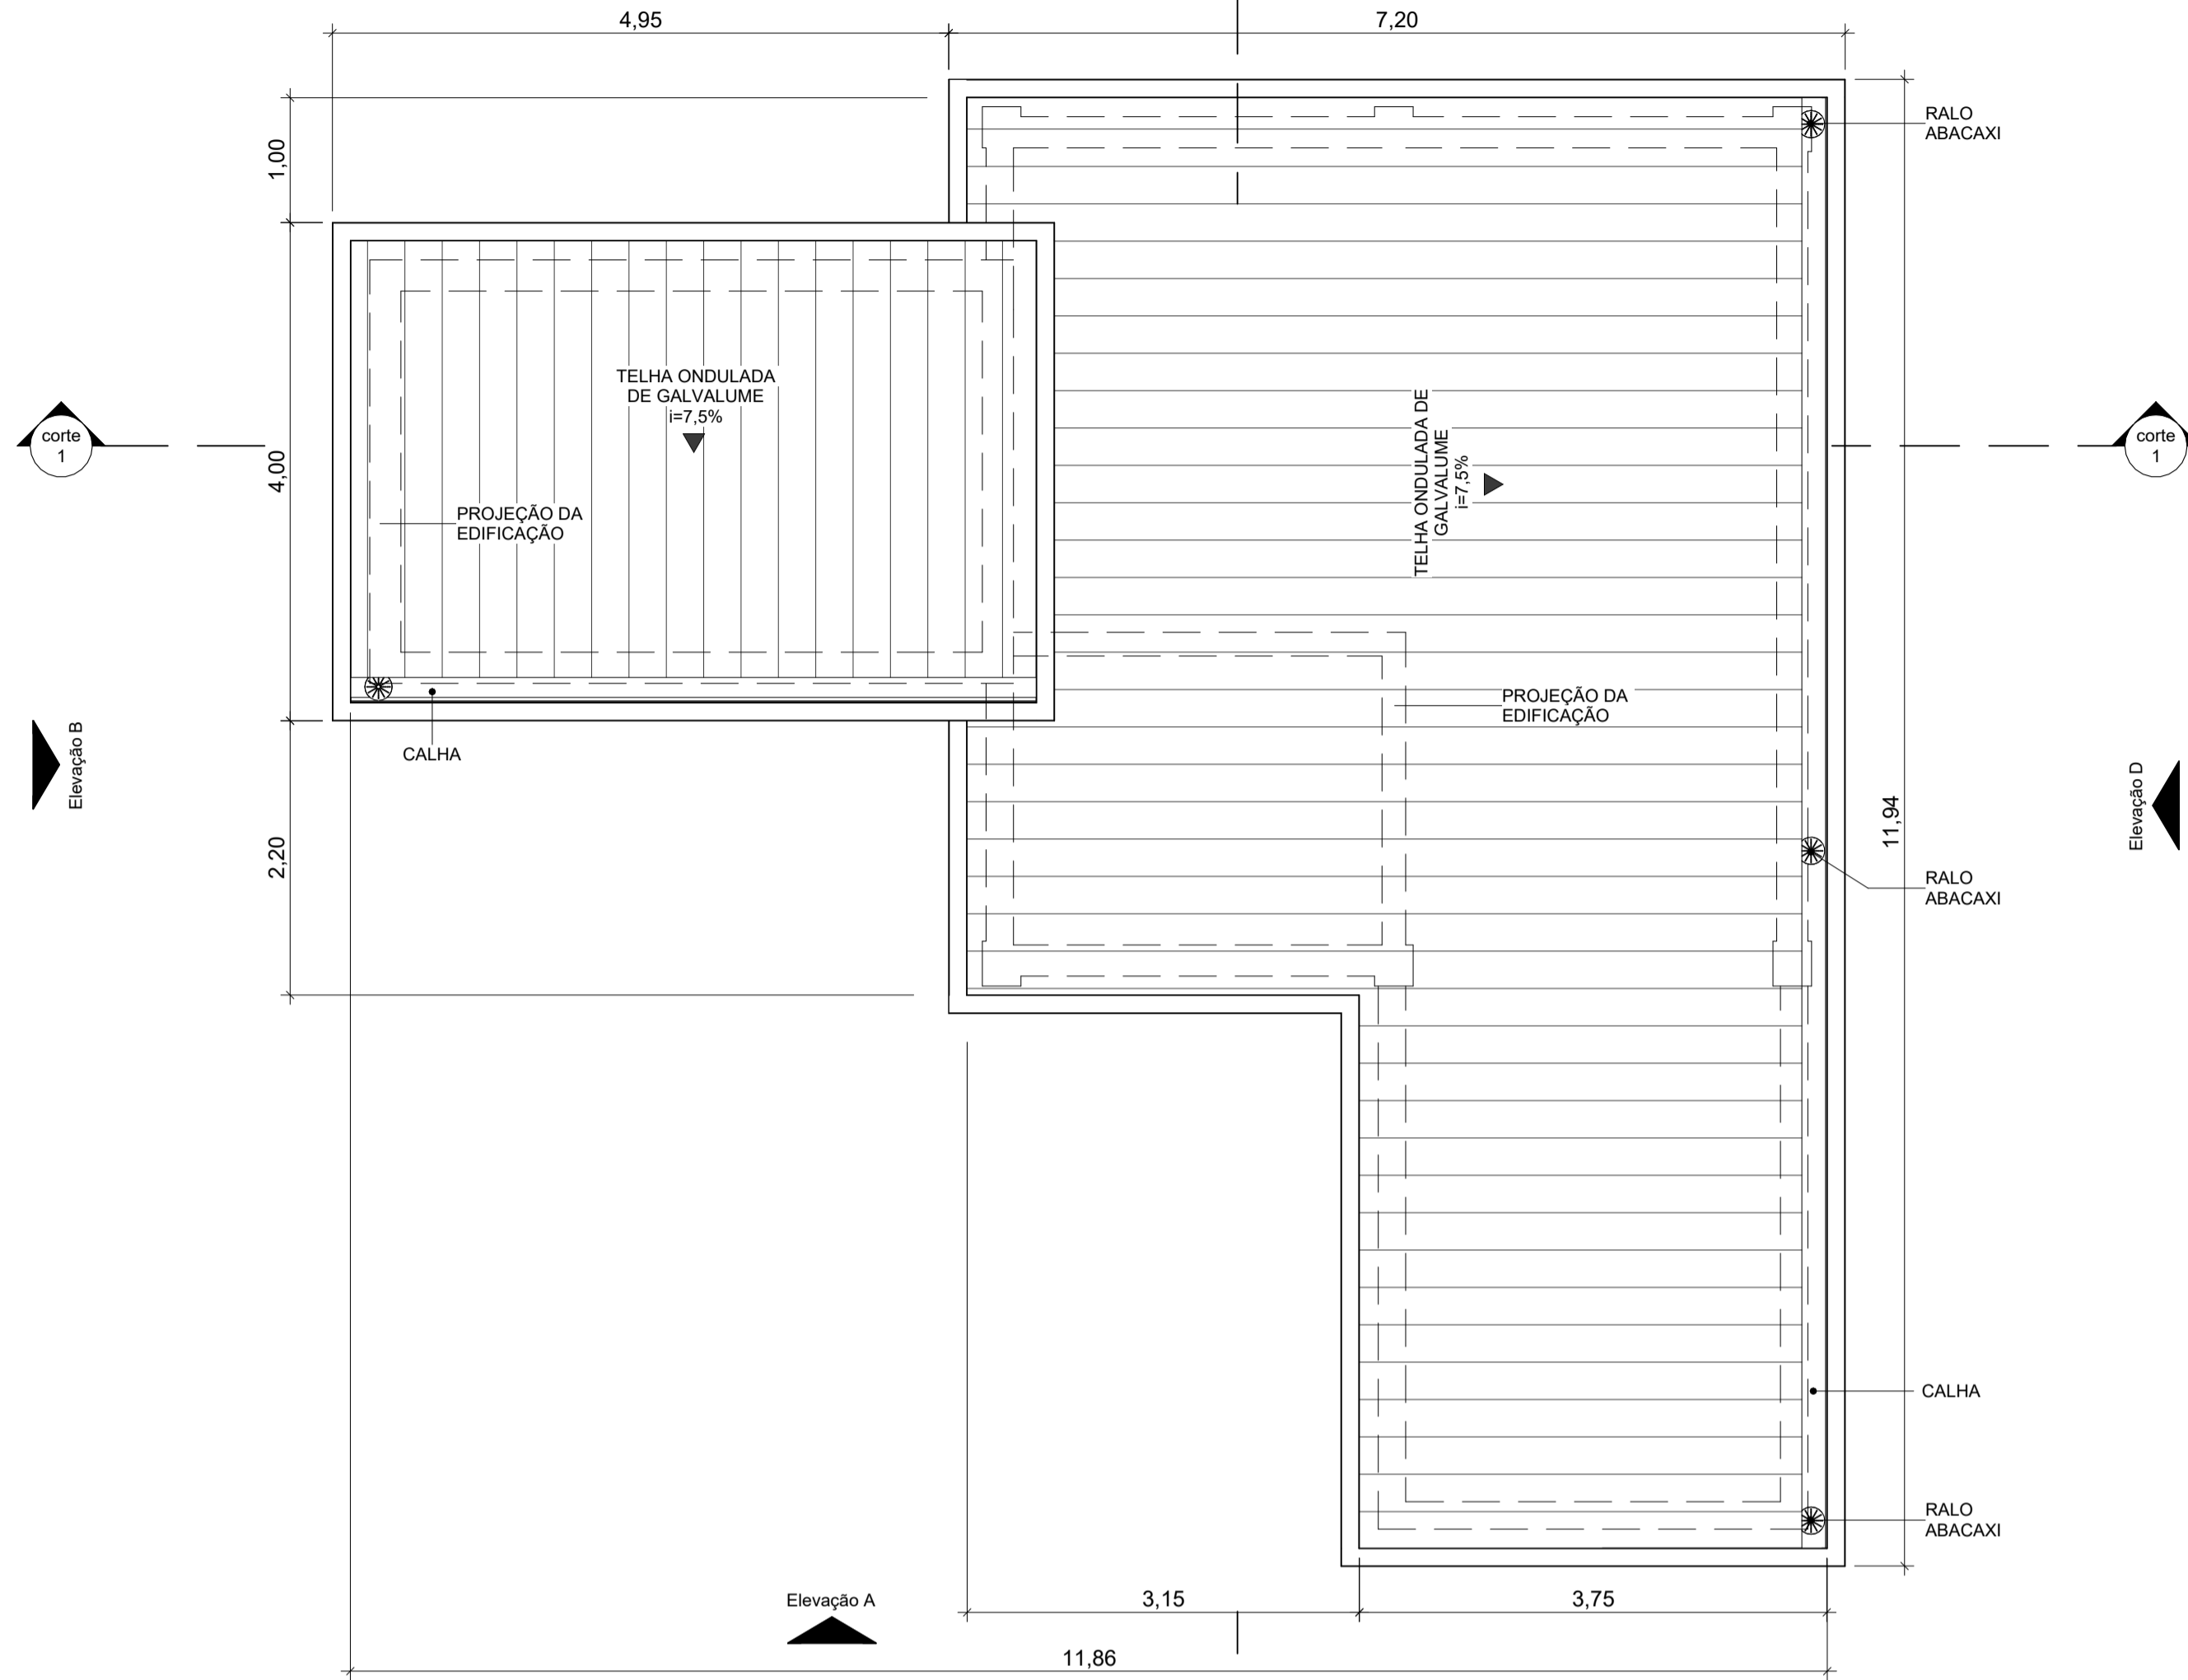 4,95
7,20
RALO
ABACAXI
1,00
TELHA ONDULADA
DE GALVALUME
i=7,5%
TELHA ONDULADA DE
GALVALUME
i=7,5%
corte
1
corte
1
4,00
PROJEÇÃO DA
EDIFICAÇÃO
PROJEÇÃO DA
EDIFICAÇÃO
CALHA
Elevação B
Elevação D
11,94
2,20
RALO
ABACAXI
CALHA
RALO
ABACAXI
Elevação A
3,15
3,75
11,86